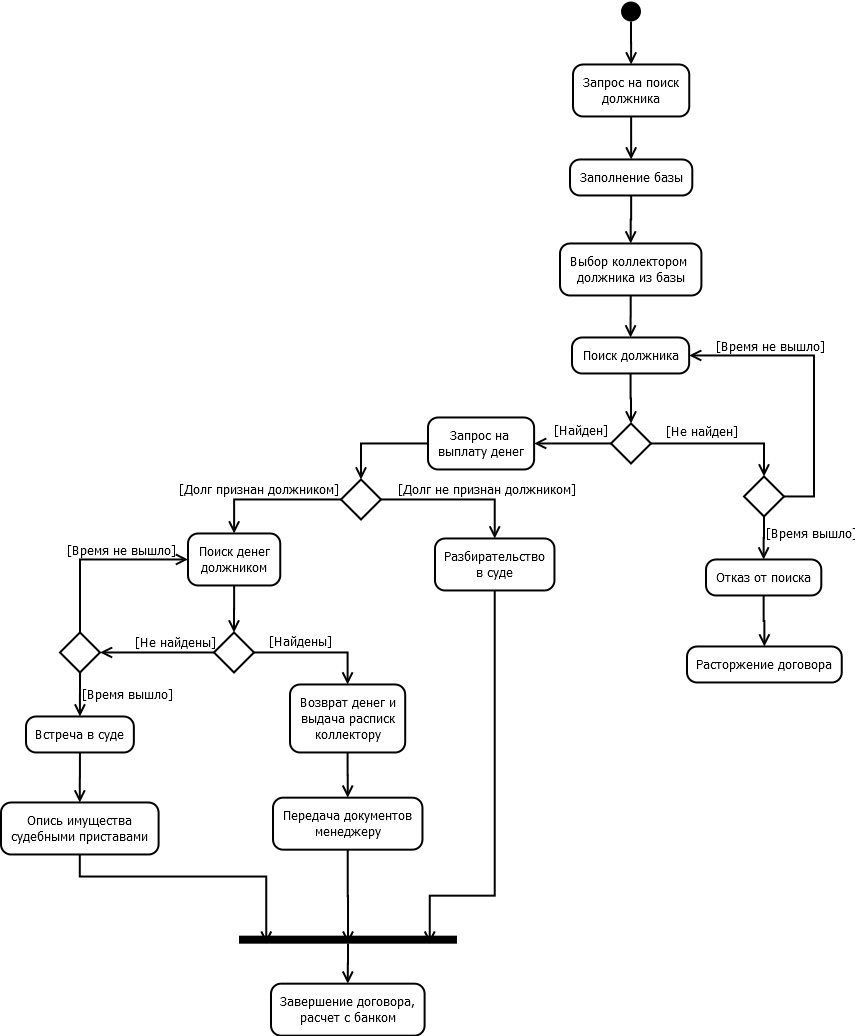 Запрос на поиск
должника
Заполнение базы
Выбор коллектором
должника из базы
Поиск должника
[Время не вышло]
[Найден]
[Не найден]
Запрос на
выплату денег
[Долг признан должником]
[Долг не признан должником]
[Время вышло]
[Время не вышло]
Поиск денег
должником
Разбирательство
в суде
Отказ от поиска
[Не найдены]
[Найдены]
Расторжение договора
[Время вышло]
Возврат денег и
выдача расписк
коллектору
Встреча в суде
Опись имущества
судебными приставами
Передача документов
менеджеру
Завершение договора,
расчет с банком